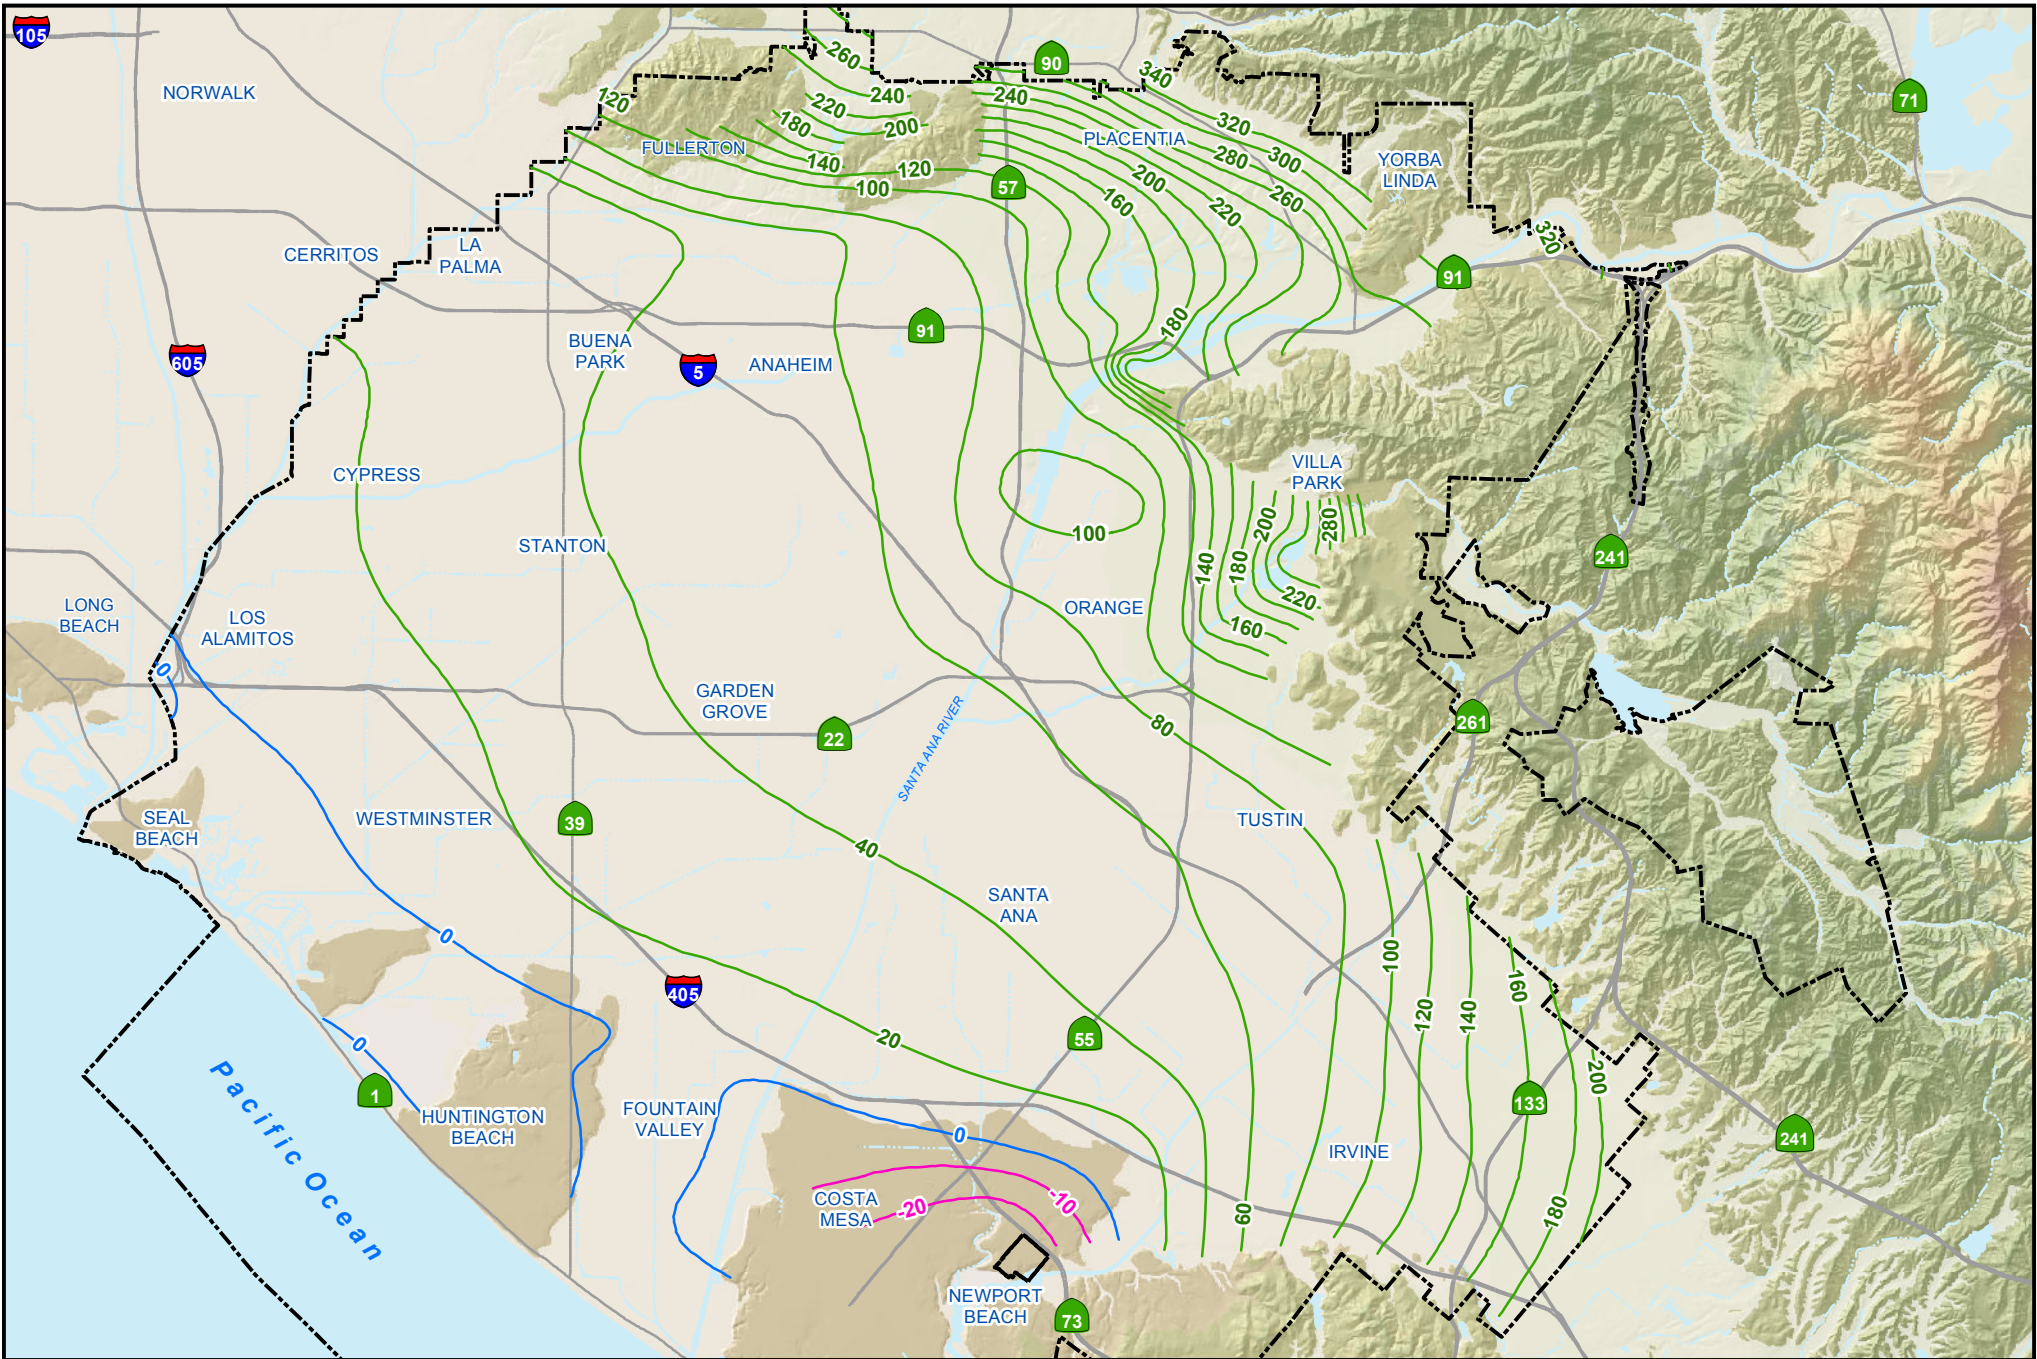 105
90
340
260
71
NORWALK
120
240
240
220
320
180
200
PLACENTIA
FULLERTON
140
120
280
300
YORBA
LINDA
100
57
200
260
160
220
CERRITOS
LA
PALMA
320
91
91
180
605
BUENA
PARK
5
ANAHEIM
CYPRESS
VILLA
PARK
200
280
100
STANTON
241
140
180
LONG
BEACH
LOS
ALAMITOS
ORANGE
220
160
0
GARDEN
GROVE
80
261
22
SANTA ANA RIVER
SEAL
BEACH
WESTMINSTER
39
TUSTIN
40
SANTA
ANA
0
100
405
160
120
140
20
55
0
Pacific Ocean
1
200
133
HUNTINGTON
BEACH
FOUNTAIN
VALLEY
0
241
IRVINE
COSTA
MESA
-20
-10
60
180
NEWPORT
BEACH
73